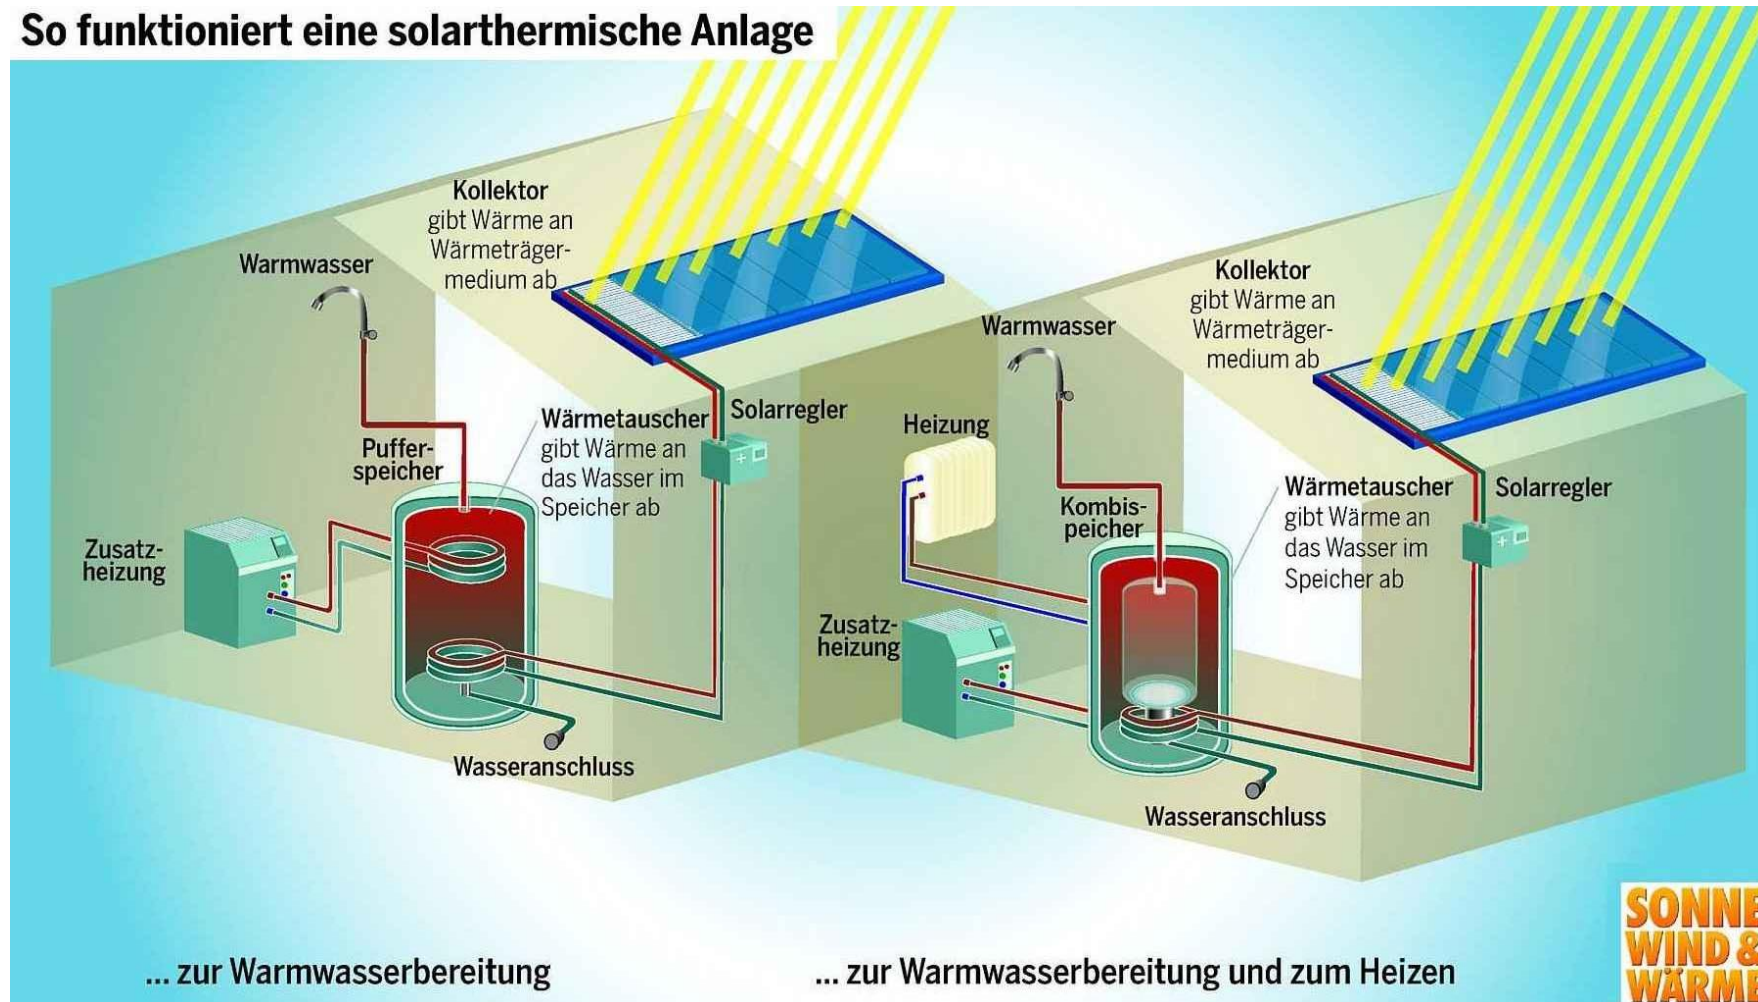 So funktioniert eine solarthermische Anlage
Kollektor
gibt Wärme an
Wärmeträger-
medium ab
Warmwasser
Wärmetauscher
gibt Wärme an
das Wasser im
Speicher ab
Solarregler
Puffer-
speicher
Zusatz-
heizung
Wasseranschluss
... zur Warmwasserbereitung
Kollektor
gibt Wärme an
Wärmeträger-
medium ab
Warmwasser
Heizung
Kombis-
peicher
Wärmetauscher
gibt Wärme an
das Wasser im
Speicher ab
Solarregler
Zusatz-
heizung
Wasseranschluss
... zur Warmwasserbereitung und zum Heizen
SONNE
WIND &
WÄRME